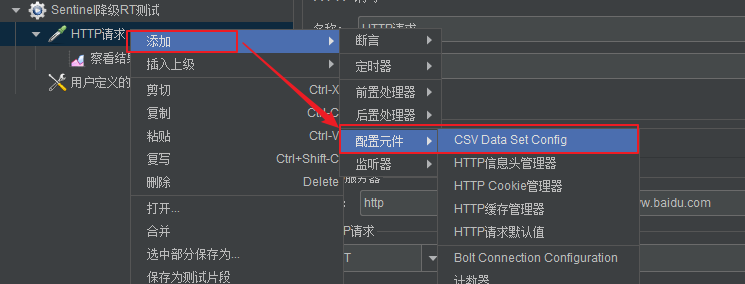 Sentinel降级RT测试
HTTP请求
察看结
用户定义的
添加
插入上级
剪切 Ctrl-X
复制 Ctrl-C
粘贴 Ctrl-V
复写 Ctrl+Shift-C
删除 Delete
打开...
合并
选中部分保存为...
保存为测试片段
HTTP请求
名称: HTTP请求
断言
定时器
前置处理器
后置处理器
配置元件
监听器
CSV Data Set Config
HTTP信息头管理器
HTTP Cookie管理器
HTTP缓存管理器
HTTP请求默认值
Bolt Connection Configuration
计数器
服务器
http
w.baidu.com
P请求
T